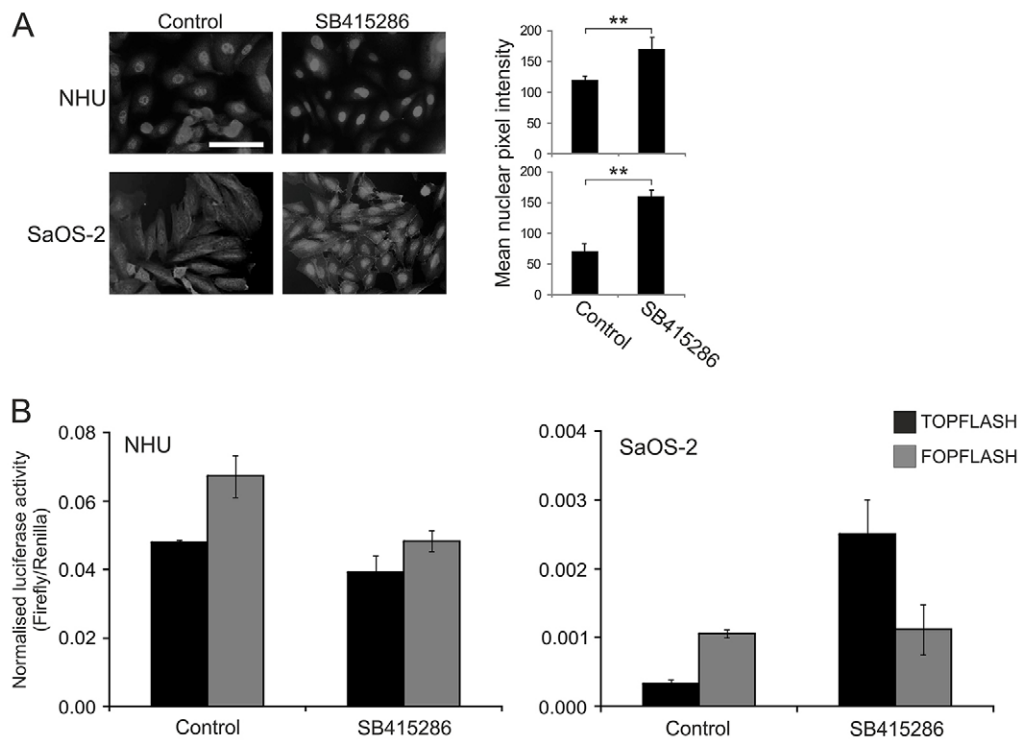 A
Control
SB415286
NHU
SaOS-2
Mean nuclear pixel intensity
200
150
100
50
0
**
200
150
100
50
0
**
Control
SB415286
B
Normalised luciferase activity
(Firefly/Renilla)
0.08
0.06
0.04
0.02
0.00
NHU
Control
SB415286
0.004
0.003
0.002
0.001
0.000
SaOS-2
Control
SB415286
TOPFLASH
FOPFLASH